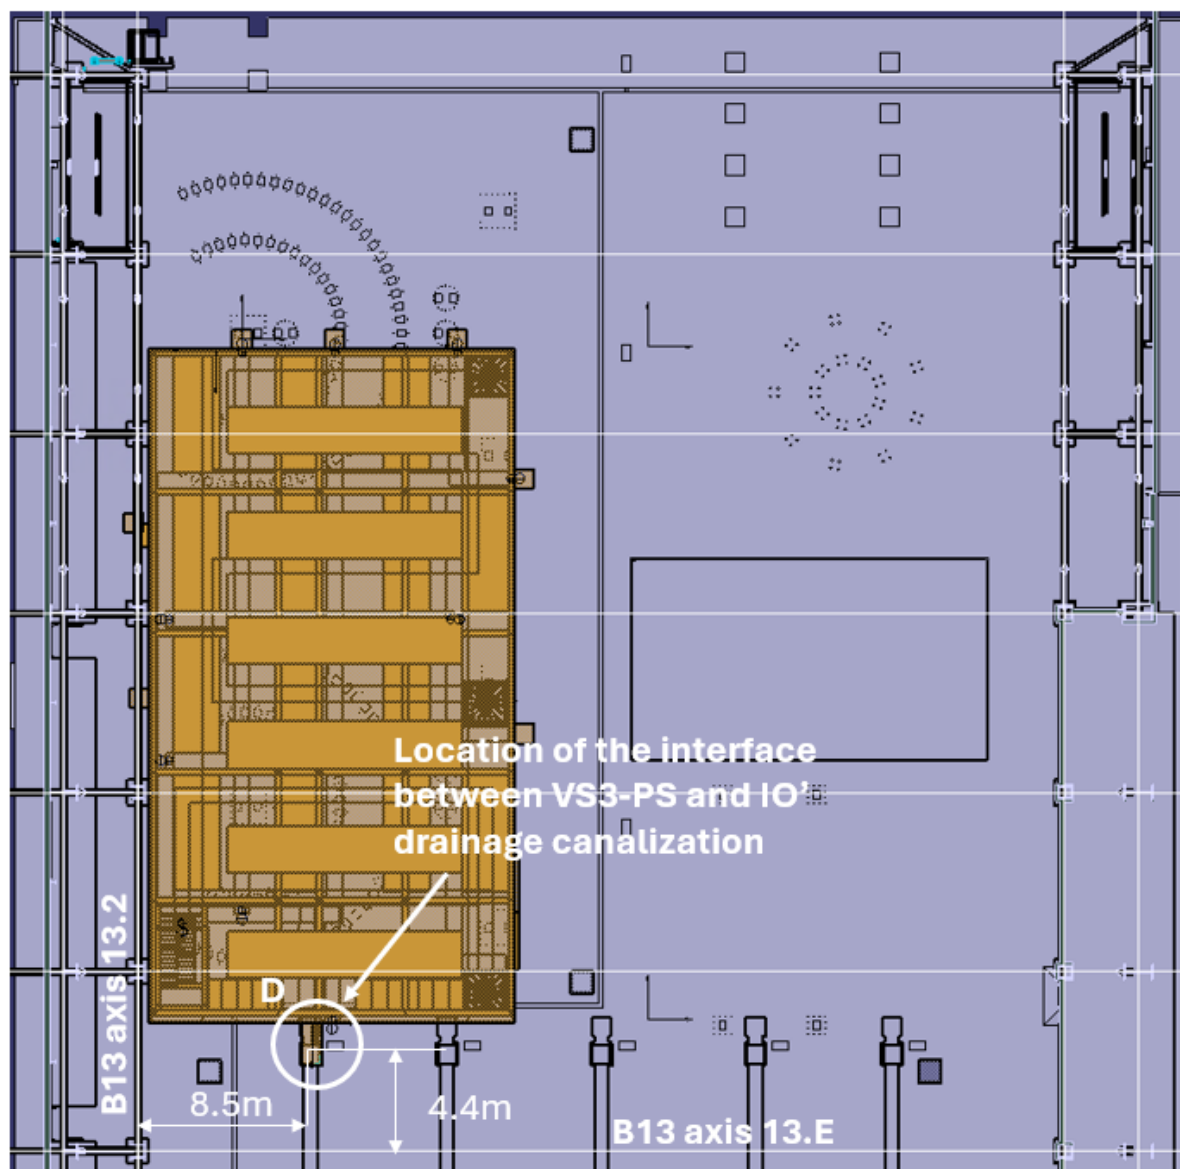 Location of the interface
between VS3-PS and IO’
drainage canalization
B13 axis 13.2
D
8.5m
4.4m
B13 axis 13.E